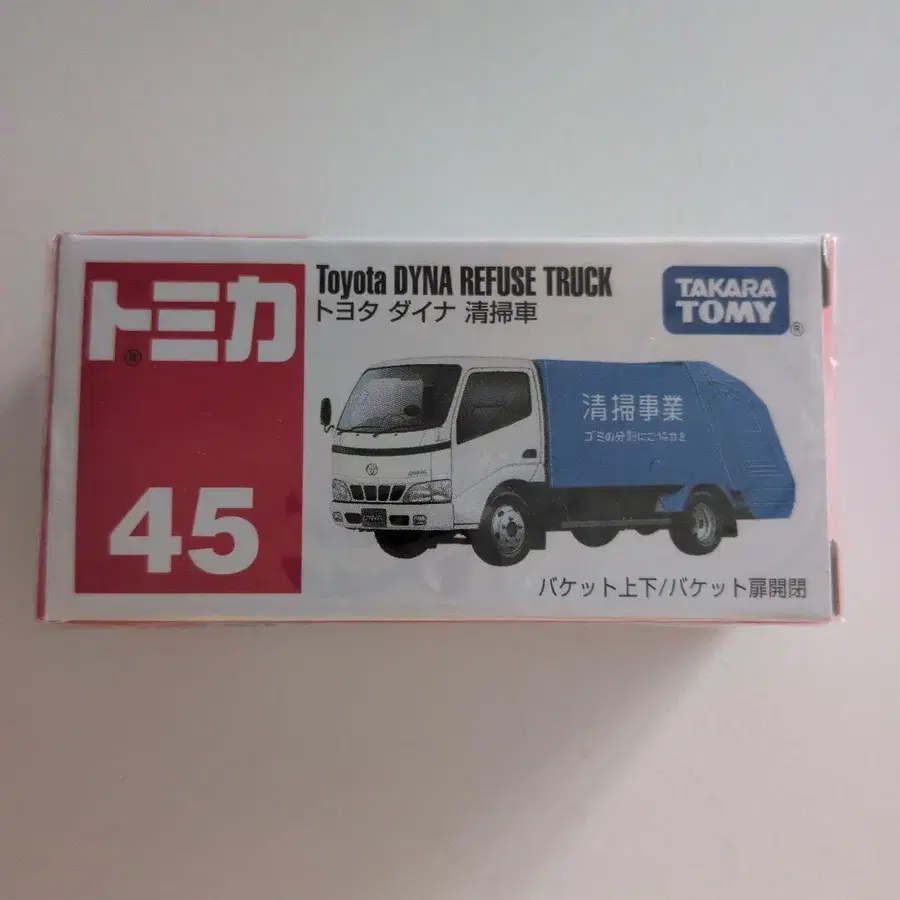 トミカ®
45
Toyota DYNA REFUSE TRUCK
トヨタ ダイナ 清掃車
TAKARA
TOMY®
清掃事業
ゴミの分別にご協力を
DYNA
バケット上下/バケット扉開閉